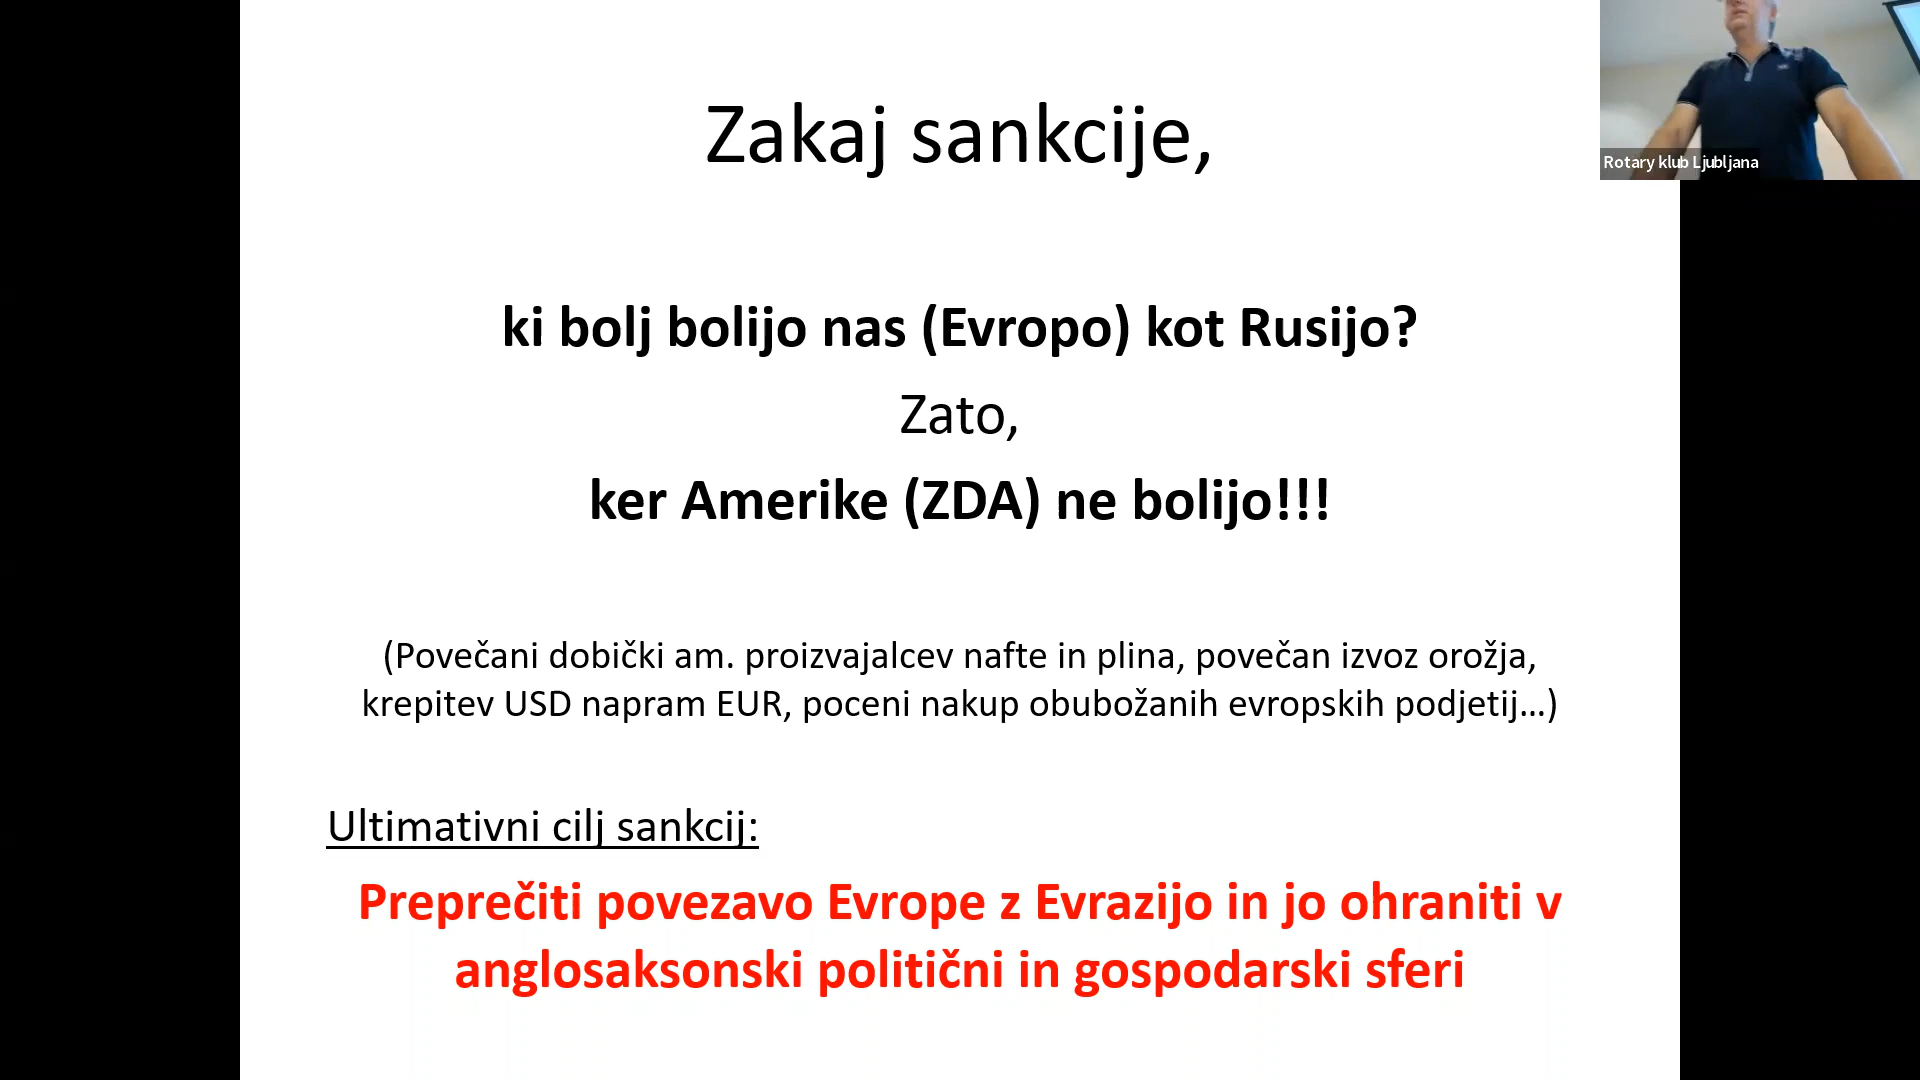 Zakaj sankcije,
Rotary klub Ljubljana
ki bolj bolijo nas (Evropo) kot Rusijo?
Zato,
ker Amerike (ZDA) ne bolijo!!!
(Povečani dobički am. proizvajalcev nafte in plina, povečan izvoz orožja,
krepitev USD napram EUR, poceni nakup obubožanih evropskih podjetij...)
Ultimativni cilj sankcij:
Preprečiti povezavo Evrope z Evrazijo in jo ohraniti v
anglosaksonski politični in gospodarski sferi